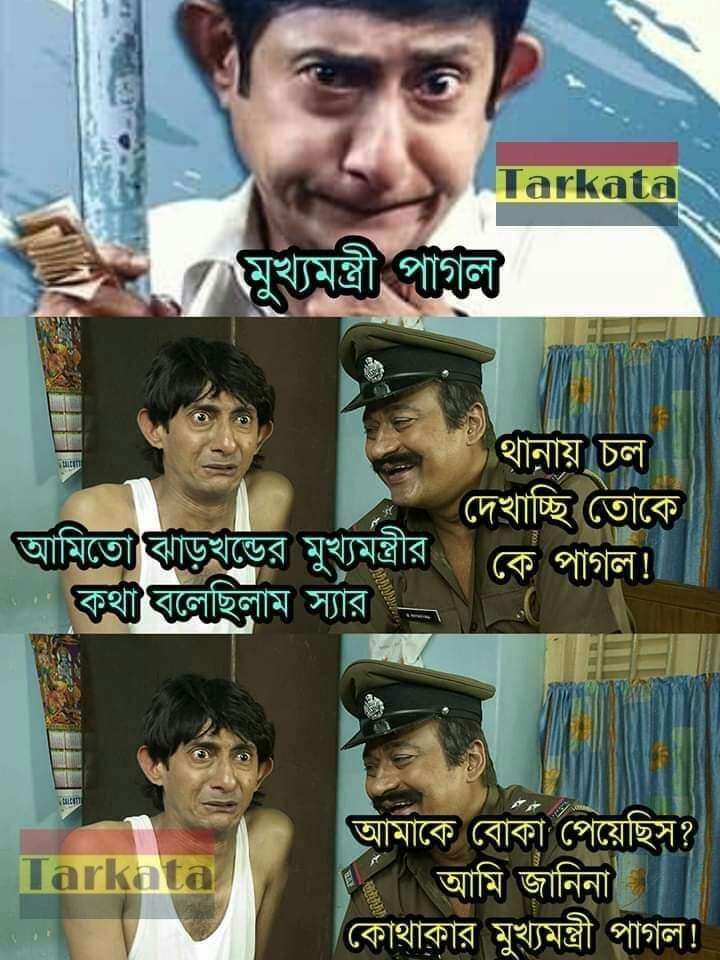 Tarkata
মুখ্যমন্ত্রী পাগল
থানায় চল
দেখাচ্ছি তোকে
কে পাগল!
আমিতো ঝাড়খন্ডের মুখ্যমন্ত্রীর
কথা বলেছিলাম স্যার
আমাকে বোকা পেয়েছিস?
আমি জানিনা
কোথাকার মুখ্যমন্ত্রী পাগল!
Tarkata